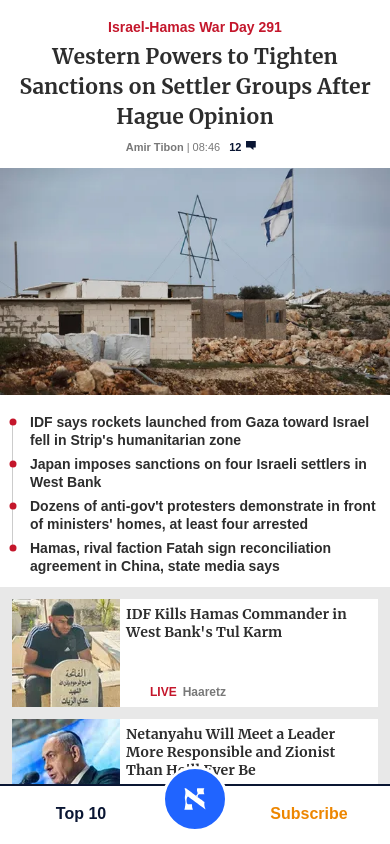 Israel-Hamas War Day 291
Western Powers to Tighten
Sanctions on Settler Groups After
Hague Opinion
Amir Tibon | 08:46 12
IDF says rockets launched from Gaza toward Israel
fell in Strip's humanitarian zone
Japan imposes sanctions on four Israeli settlers in
West Bank
Dozens of anti-gov't protesters demonstrate in front
of ministers' homes, at least four arrested
Hamas, rival faction Fatah sign reconciliation
agreement in China, state media says
IDF Kills Hamas Commander in
West Bank's Tul Karm
LIVE Haaretz
Netanyahu Will Meet a Leader
More Responsible and Zionist
Than He'll Ever Be
Top 10
א
Subscribe